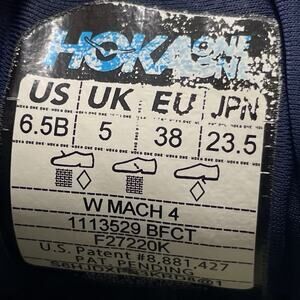 HOKA ONE ONE
US UK EU JPN
6.5B 5 38 23.5
W MACH 4
1113529 BFCT
F27220K
U.S. Patent #8,881,427
PAT. PENDING